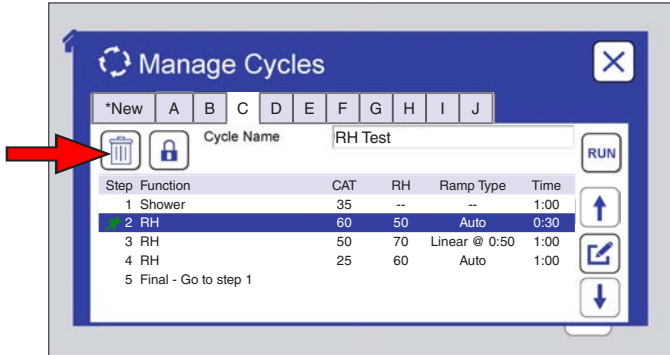 Manage Cycles
*New A B C D E F G H I J
Cycle Name RH Test
RUN
Step Function CAT RH Ramp Type Time
1 Shower 35 -- -- 1:00
2 RH 60 50 Auto 0:30
3 RH 50 70 Linear @ 0:50 1:00
4 RH 25 60 Auto 1:00
5 Final - Go to step 1